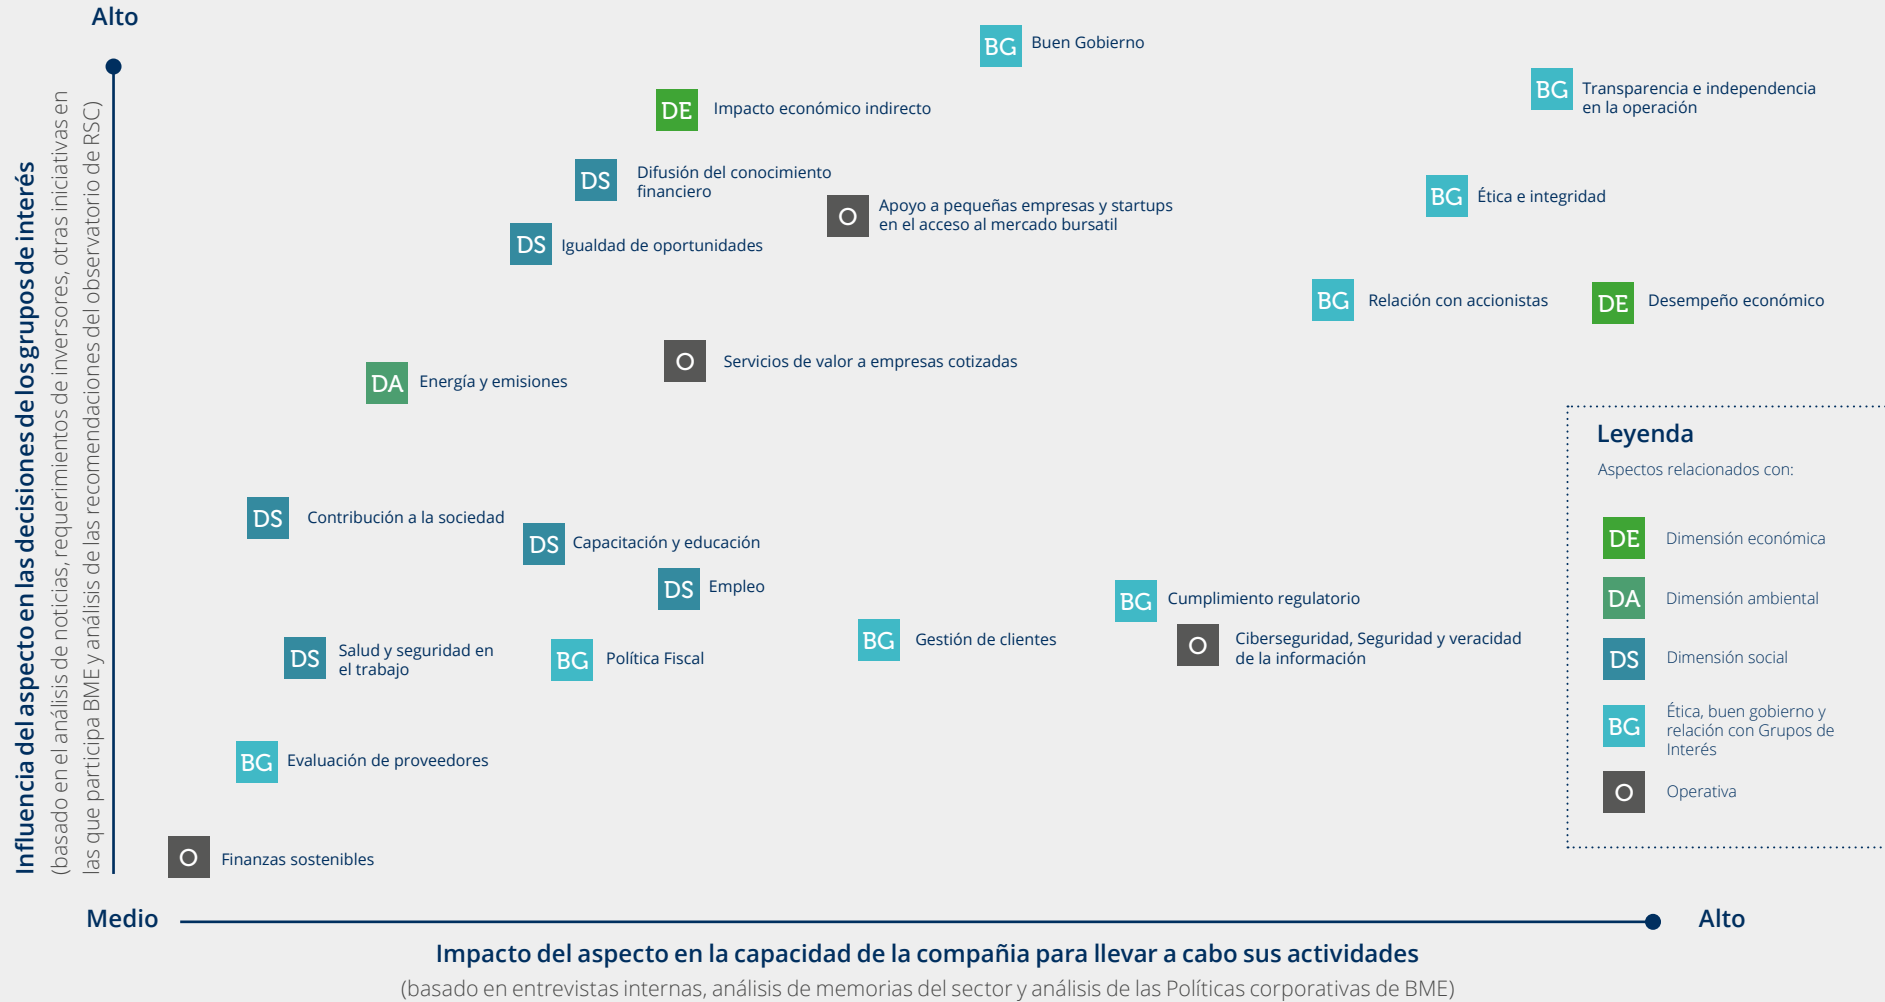 Alto
Influencia del aspecto en las decisiones de los grupos de interés
(basado en el análisis de noticias, requerimientos de inversores, otras iniciativas en
las que participa BME y análisis de las recomendaciones del observatorio de RSC)
BG Buen Gobierno
BG Transparencia e independencia
en la operación
DE Impacto económico indirecto
DS Difusión del conocimiento
financiero
BG Ética e integridad
O Apoyo a pequeñas empresas y startups
en el acceso al mercado bursatil
DS Igualdad de oportunidades
BG Relación con accionistas
DE Desempeño económico
O Servicios de valor a empresas cotizadas
DA Energía y emisiones
DS Contribución a la sociedad
DS Capacitación y educación
DS Empleo
BG Cumplimiento regulatorio
BG Gestión de clientes
O Ciberseguridad, Seguridad y veracidad
de la información
DS Salud y seguridad en
el trabajo
BG Política Fiscal
BG Evaluación de proveedores
O Finanzas sostenibles
Leyenda
Aspectos relacionados con:
DE Dimensión económica
DA Dimensión ambiental
DS Dimensión social
BG Ética, buen gobierno y
relación con Grupos de
Interés
O Operativa
Medio
Alto
Impacto del aspecto en la capacidad de la compañia para llevar a cabo sus actividades
(basado en entrevistas internas, análisis de memorias del sector y análisis de las Políticas corporativas de BME)